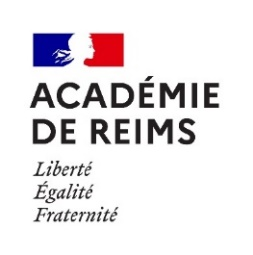 ACADÉMIE
DE REIMS
Liberté
Égalité
Fraternité